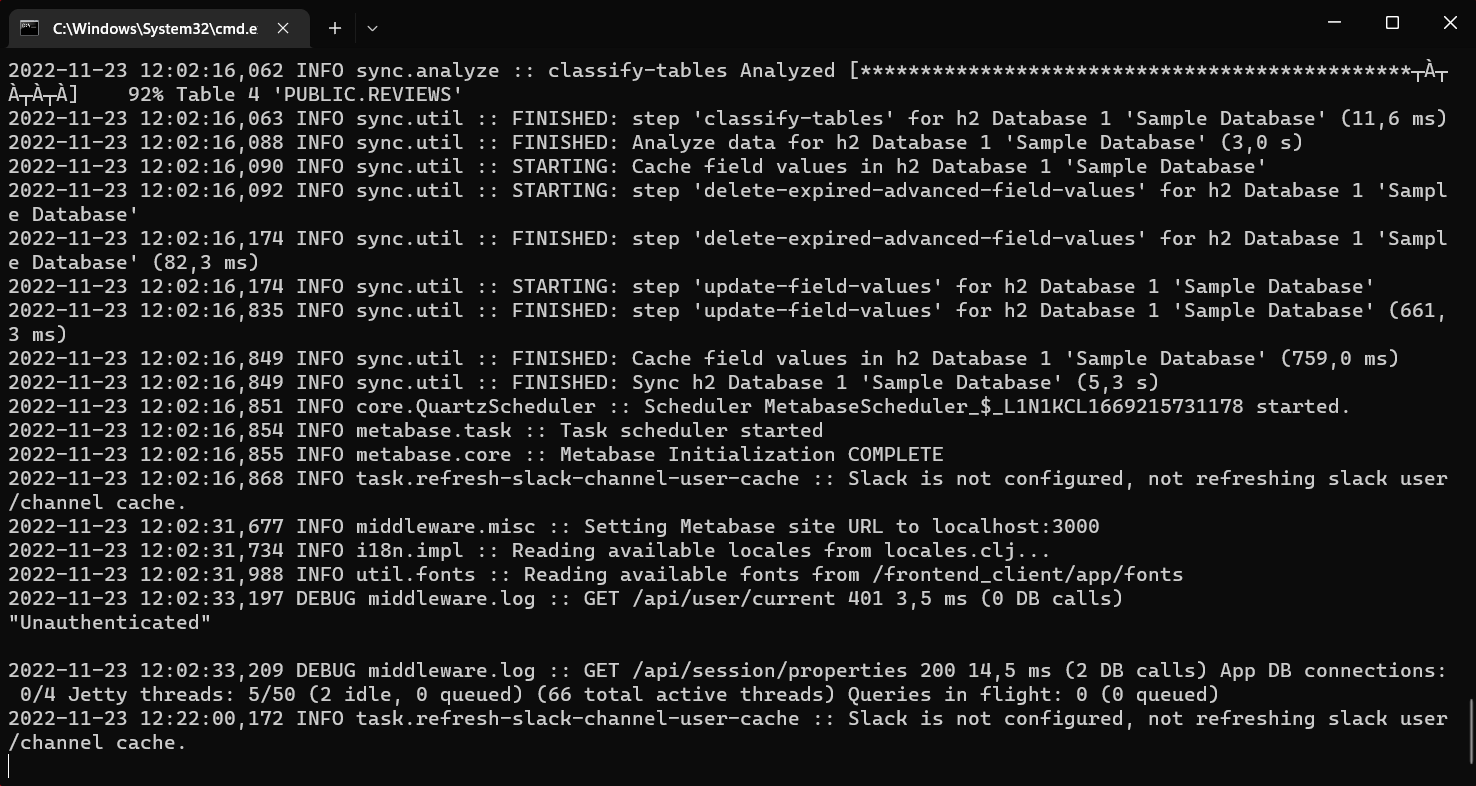 C:\Windows\System32\cmd.e
2022-11-23 12:02:16,062 INFO sync.analyze :: classify-tables Analyzed [**********************************************┬À┬
À┬À┬À]    92% Table 4 'PUBLIC.REVIEWS'
2022-11-23 12:02:16,063 INFO sync.util :: FINISHED: step 'classify-tables' for h2 Database 1 'Sample Database' (11,6 ms)
2022-11-23 12:02:16,088 INFO sync.util :: FINISHED: Analyze data for h2 Database 1 'Sample Database' (3,0 s)
2022-11-23 12:02:16,090 INFO sync.util :: STARTING: Cache field values in h2 Database 1 'Sample Database'
2022-11-23 12:02:16,092 INFO sync.util :: STARTING: step 'delete-expired-advanced-field-values' for h2 Database 1 'Sampl
e Database'
2022-11-23 12:02:16,174 INFO sync.util :: FINISHED: step 'delete-expired-advanced-field-values' for h2 Database 1 'Sampl
e Database' (82,3 ms)
2022-11-23 12:02:16,174 INFO sync.util :: STARTING: step 'update-field-values' for h2 Database 1 'Sample Database'
2022-11-23 12:02:16,835 INFO sync.util :: FINISHED: step 'update-field-values' for h2 Database 1 'Sample Database' (661,
3 ms)
2022-11-23 12:02:16,849 INFO sync.util :: FINISHED: Cache field values in h2 Database 1 'Sample Database' (759,0 ms)
2022-11-23 12:02:16,849 INFO sync.util :: FINISHED: Sync h2 Database 1 'Sample Database' (5,3 s)
2022-11-23 12:02:16,851 INFO core.QuartzScheduler :: Scheduler MetabaseScheduler_$_L1N1KCL1669215731178 started.
2022-11-23 12:02:16,854 INFO metabase.task :: Task scheduler started
2022-11-23 12:02:16,855 INFO metabase.core :: Metabase Initialization COMPLETE
2022-11-23 12:02:16,868 INFO task.refresh-slack-channel-user-cache :: Slack is not configured, not refreshing slack user
/channel cache.
2022-11-23 12:02:31,677 INFO middleware.misc :: Setting Metabase site URL to localhost:3000
2022-11-23 12:02:31,734 INFO i18n.impl :: Reading available locales from locales.clj...
2022-11-23 12:02:31,988 INFO util.fonts :: Reading available fonts from /frontend_client/app/fonts
2022-11-23 12:02:33,197 DEBUG middleware.log :: GET /api/user/current 401 3,5 ms (0 DB calls)
"Unauthenticated"
2022-11-23 12:02:33,209 DEBUG middleware.log :: GET /api/session/properties 200 14,5 ms (2 DB calls) App DB connections:
 0/4 Jetty threads: 5/50 (2 idle, 0 queued) (66 total active threads) Queries in flight: 0 (0 queued)
2022-11-23 12:22:00,172 INFO task.refresh-slack-channel-user-cache :: Slack is not configured, not refreshing slack user
/channel cache.